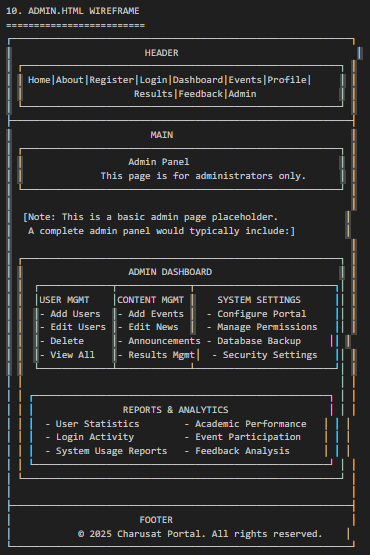 10. ADMIN.HTML WIREFRAME
=========================
HEADER
Home|About|Register|Login|Dashboard|Events|Profile|
Results|Feedback|Admin
MAIN
Admin Panel
This page is for administrators only.
[Note: This is a basic admin page placeholder.
A complete admin panel would typically include:]
ADMIN DASHBOARD
USER MGMT CONTENT MGMT SYSTEM SETTINGS
- Add Users - Add Events - Configure Portal
- Edit Users - Edit News - Manage Permissions
- Delete - Announcements - Database Backup
- View All - Results Mgmt - Security Settings
REPORTS & ANALYTICS
- User Statistics - Academic Performance
- Login Activity - Event Participation
- System Usage Reports - Feedback Analysis
FOOTER
© 2025 Charusat Portal. All rights reserved.